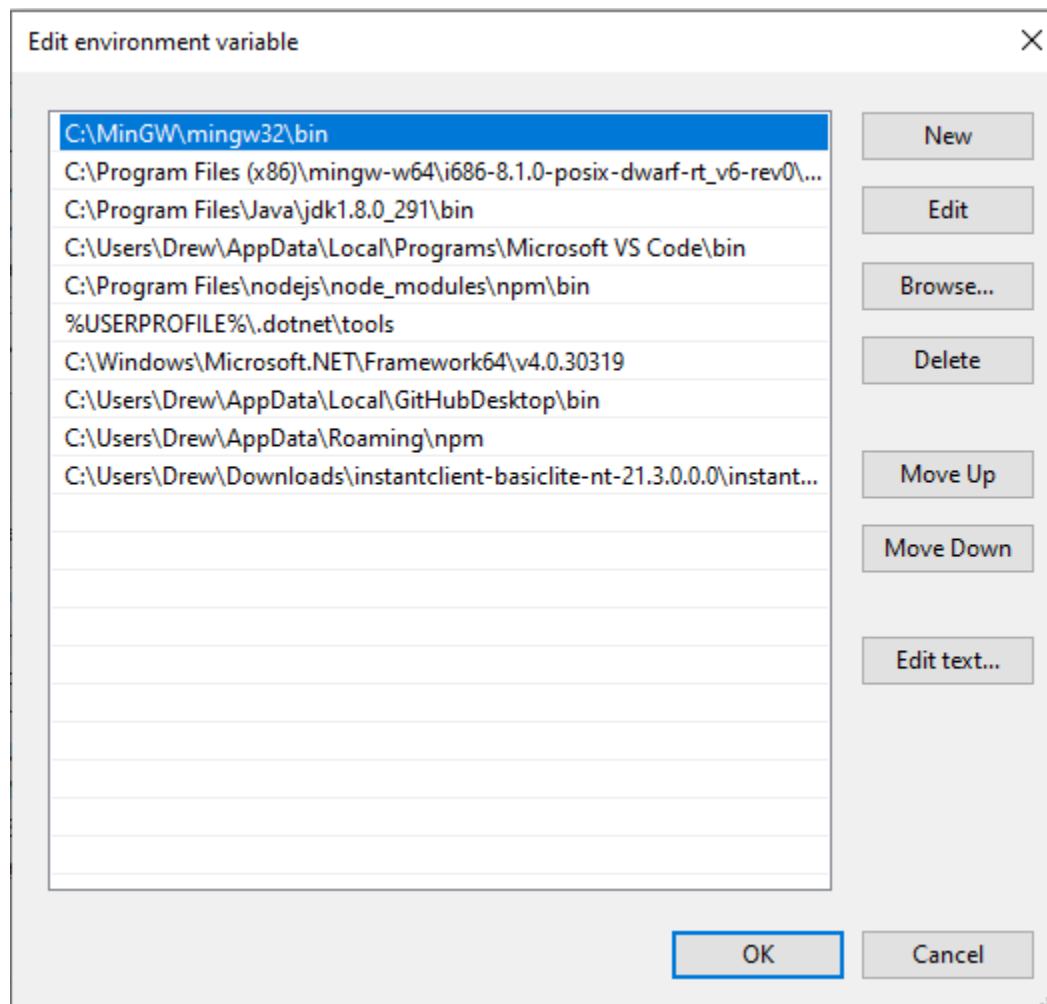 Edit environment variable
C:\MinGW\mingw32\bin
C:\Program Files (x86)\mingw-w64\i686-8.1.0-posix-dwarf-rt_v6-rev0\...
C:\Program Files\Java\jdk1.8.0_291\bin
C:\Users\Drew\AppData\Local\Programs\Microsoft VS Code\bin
C:\Program Files\nodejs\node_modules\npm\bin
%USERPROFILE%\.dotnet\tools
C:\Windows\Microsoft.NET\Framework64\v4.0.30319
C:\Users\Drew\AppData\Local\GitHubDesktop\bin
C:\Users\Drew\AppData\Roaming\npm
C:\Users\Drew\Downloads\instantclient-basiclite-nt-21.3.0.0.0\instant...
New
Edit
Browse...
Delete
Move Up
Move Down
Edit text...
OK
Cancel